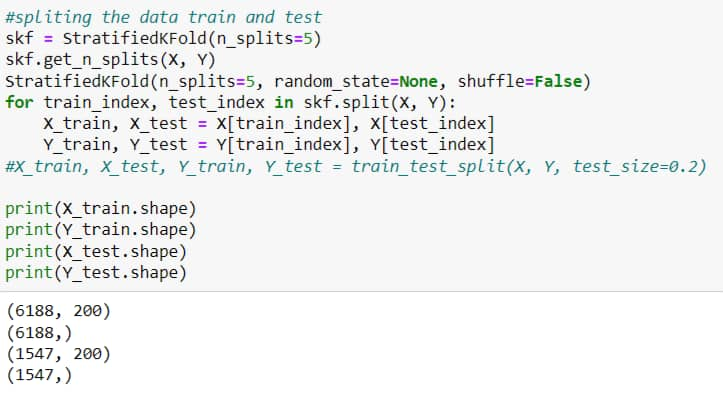 #spliting the data train and test
skf = StratifiedKFold(n_splits=5)
skf.get_n_splits(X, Y)
StratifiedKFold(n_splits=5, random_state=None, shuffle=False)
for train_index, test_index in skf.split(X, Y):
    X_train, X_test = X[train_index], X[test_index]
    Y_train, Y_test = Y[train_index], Y[test_index]
#X_train, X_test, Y_train, Y_test = train_test_split(X, Y, test_size=0.2)
print(X_train.shape)
print(Y_train.shape)
print(X_test.shape)
print(Y_test.shape)
(6188, 200)
(6188,)
(1547, 200)
(1547,)